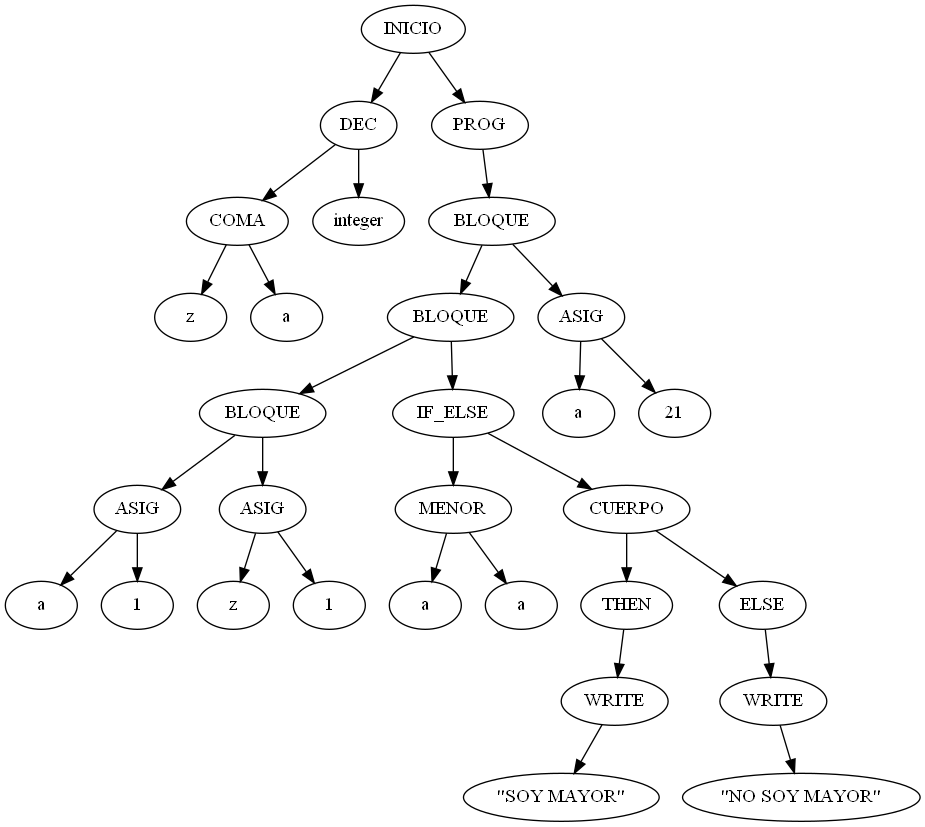 INICIO
DEC PROG
COMA integer BLOQUE
z a BLOQUE ASIG
BLOQUE IF_ELSE a 21
ASIG ASIG MENOR CUERPO
a 1 z 1 a a THEN ELSE
WRITE WRITE
"SOY MAYOR" "NO SOY MAYOR"